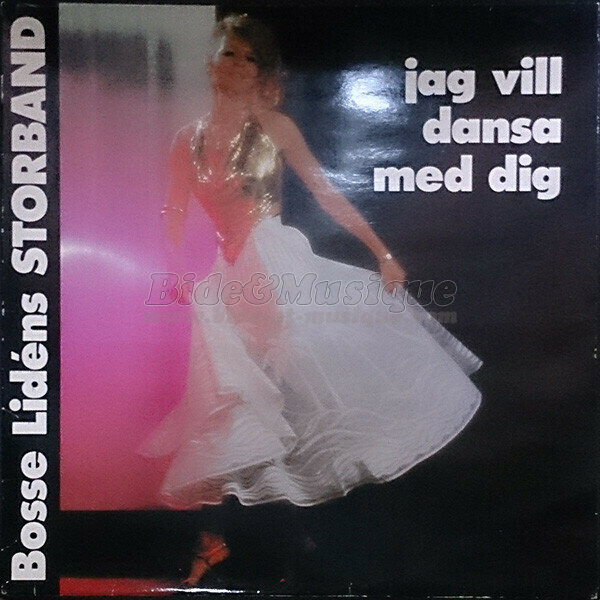 Bosse Lidéns STORBAND
jag vill
dansa
med dig
Bide&Musique